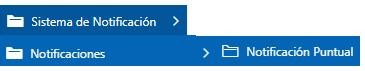 Sistema de Notificación
Notificaciones
Notificación Puntual